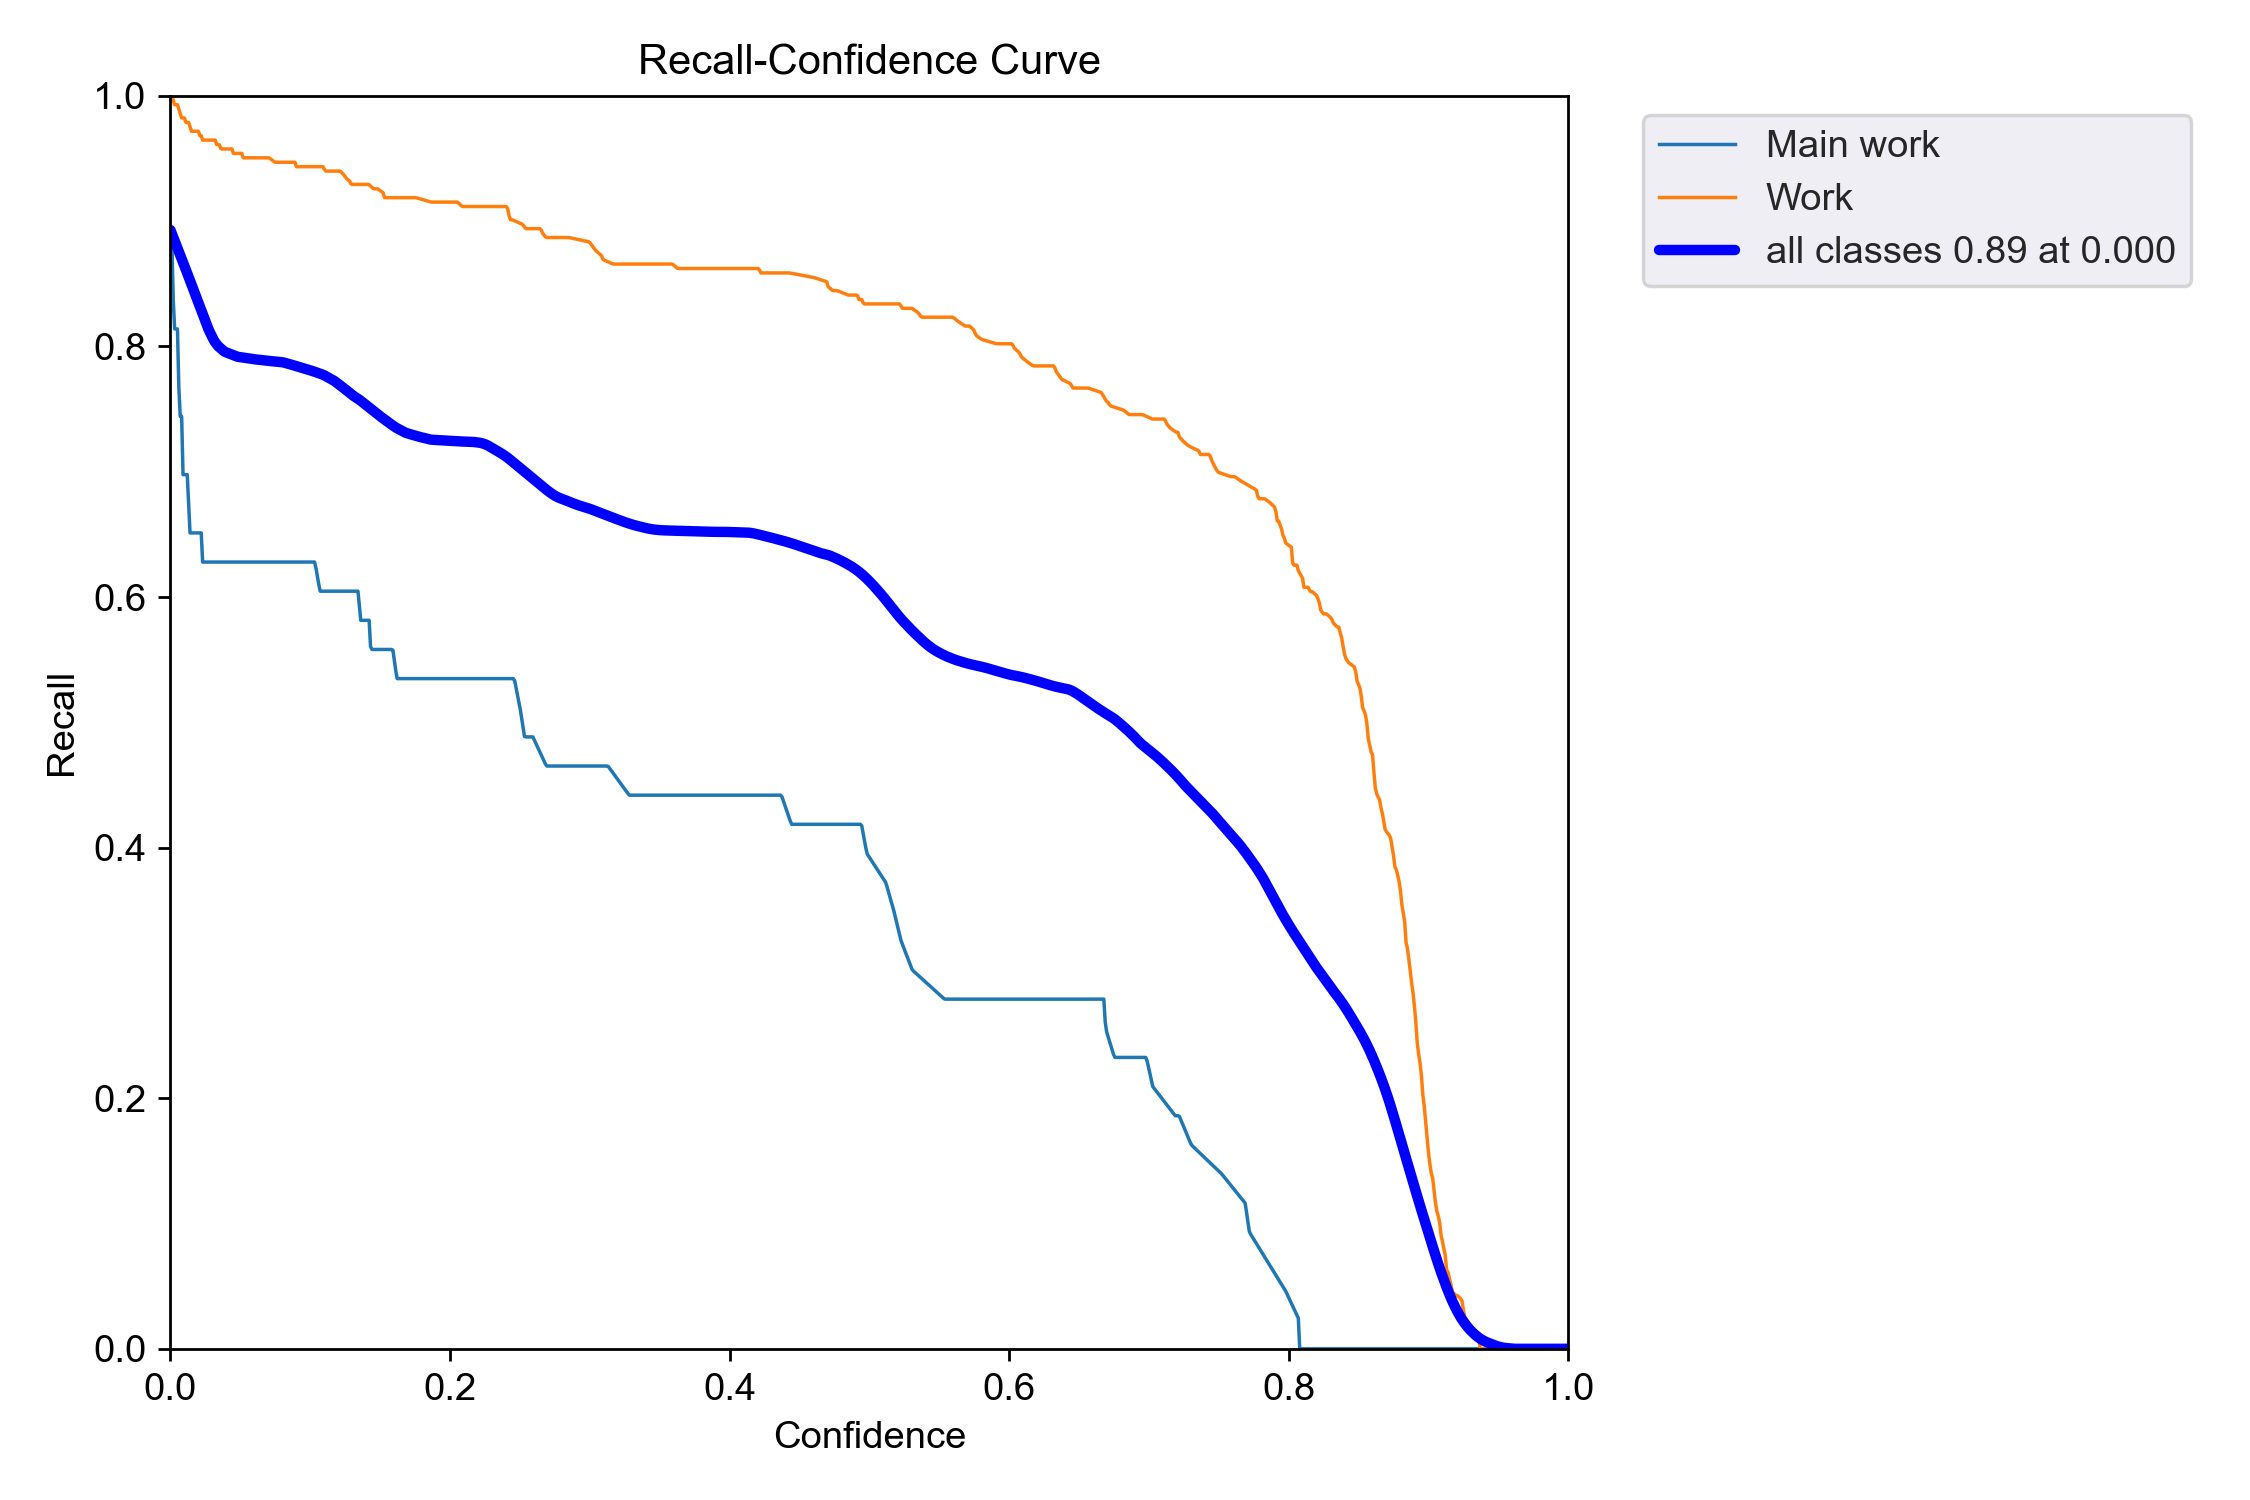 Recall-Confidence Curve
1.0
0.8
0.6
0.4
0.2
0.0
Recall
0.0 0.2 0.4 0.6 0.8 1.0
Confidence
Main work
Work
all classes 0.89 at 0.000